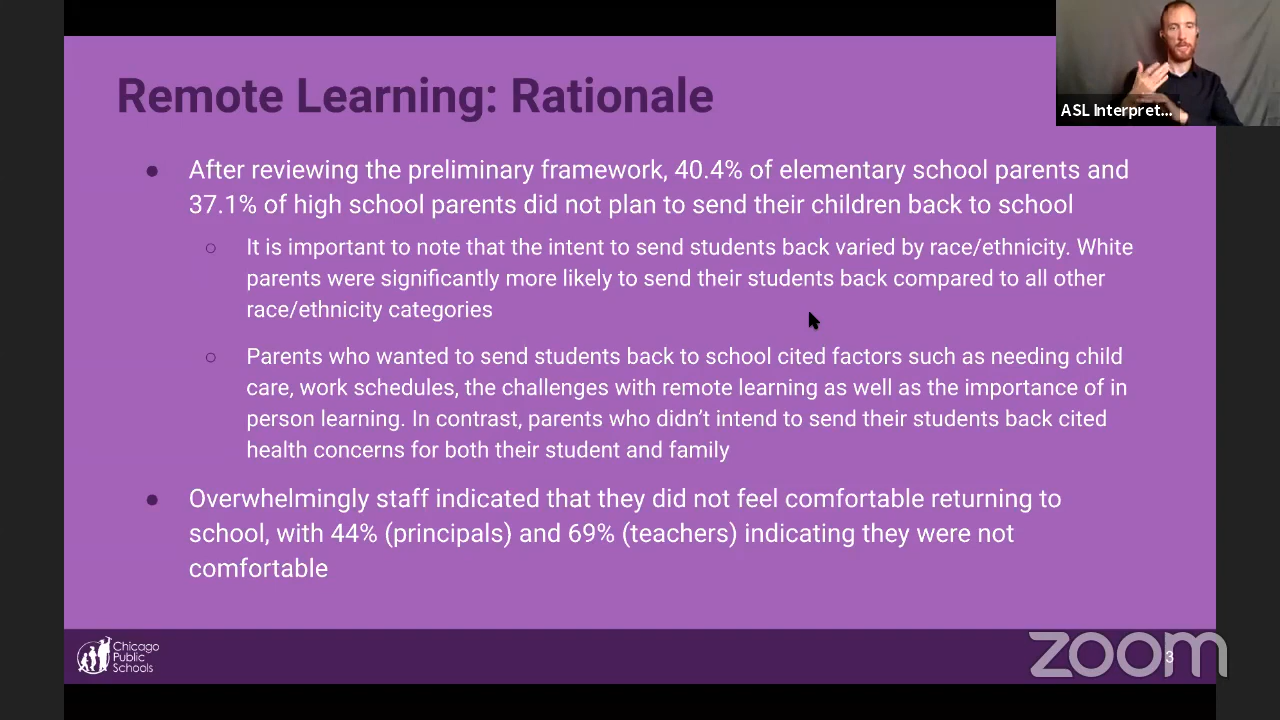 Remote Learning: Rationale
ASL Interpret...
● After reviewing the preliminary framework, 40.4% of elementary school parents and
37.1% of high school parents did not plan to send their children back to school
○ It is important to note that the intent to send students back varied by race/ethnicity. White
parents were significantly more likely to send their students back compared to all other
race/ethnicity categories
○ Parents who wanted to send students back to school cited factors such as needing child
care, work schedules, the challenges with remote learning as well as the importance of in
person learning. In contrast, parents who didn’t intend to send their students back cited
health concerns for both their student and family
● Overwhelmingly staff indicated that they did not feel comfortable returning to
school, with 44% (principals) and 69% (teachers) indicating they were not
comfortable
Chicago
Public
Schools
zoom
3